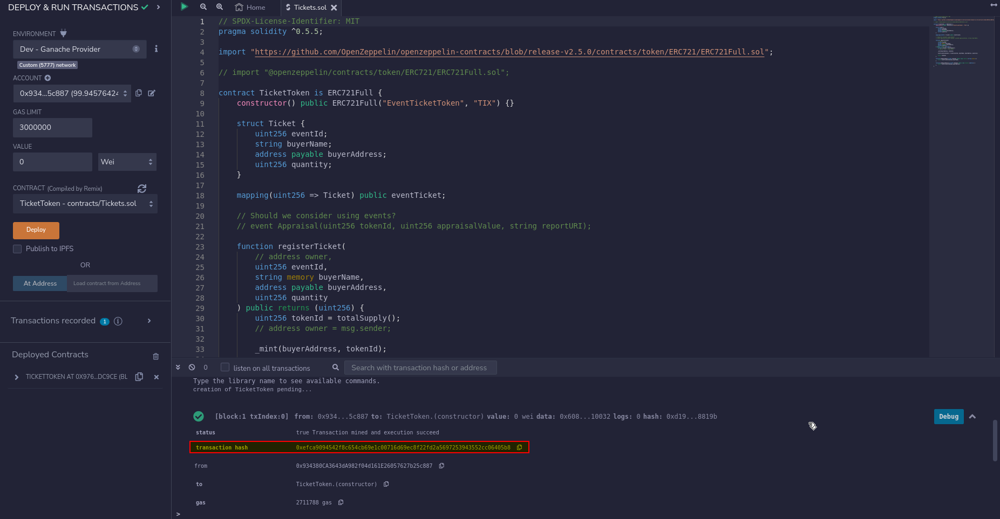 DEPLOY & RUN TRANSACTIONS
ENVIRONMENT
Dev - Ganache Provider
Custom (5777) network
ACCOUNT
0x934...5c887 (99.94576424
GAS LIMIT
3000000
VALUE
0
Wei
CONTRACT (Compiled by Remix)
TicketToken - contracts/Tickets.sol
Deploy
Publish to IPFS
OR
At Address
Load contract from Address
Transactions recorded 1
Deployed Contracts
TICKETTOKEN AT 0X976...DC9CE (BL
Home
Tickets.sol
1 // SPDX-License-Identifier: MIT
2 pragma solidity ^0.5.5;
3
4 import "https://github.com/OpenZeppelin/openzeppelin-contracts/blob/release-v2.5.0/contracts/token/ERC721/ERC721Full.sol";
5
6 // import "@openzeppelin/contracts/token/ERC721/ERC721Full.sol";
7
8 contract TicketToken is ERC721Full {
9 constructor() public ERC721Full("EventTicketToken", "TIX") {}
10
11 struct Ticket {
12 uint256 eventId;
13 string buyerName;
14 address payable buyerAddress;
15 uint256 quantity;
16 }
17
18 mapping(uint256 => Ticket) public eventTicket;
19
20 // Should we consider using events?
21 // event Appraisal(uint256 tokenId, uint256 appraisalValue, string reportURI);
22
23 function registerTicket(
24 // address owner,
25 uint256 eventId,
26 string memory buyerName,
27 address payable buyerAddress,
28 uint256 quantity
29 ) public returns (uint256) {
30 uint256 tokenId = totalSupply();
31 // address owner = msg.sender;
32
33 _mint(buyerAddress, tokenId);
0
listen on all transactions
Search with transaction hash or address
Type the library name to see available commands.
creation of TicketToken pending...
[block:1 txIndex:0] from: 0x934...5c887 to: TicketToken.(constructor) value: 0 wei data: 0x608...10032 logs: 0 hash: 0xd19...8819b
Debug
status true Transaction mined and execution succeed
transaction hash 0xefca9094542f8c654cb69e1c00716d69ec8f22fd2a5697253943552cc06405b8
from 0x934380CA3643dA982f04d161E26057627b25c887
to TicketToken.(constructor)
gas 2711788 gas
>